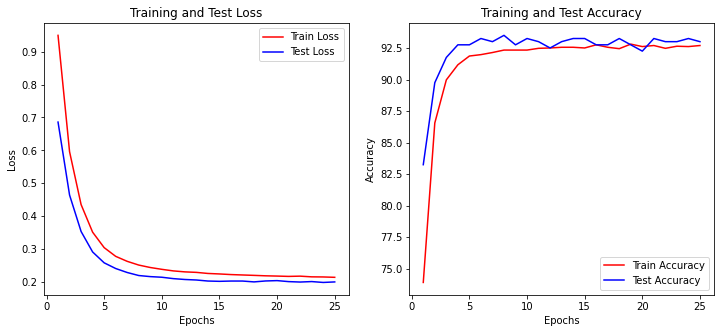 Training and Test Loss
Train Loss
Test Loss
0.9
0.8
0.7
0.6
0.5
0.4
0.3
0.2
Loss
0
5
10
15
20
25
Epochs
Training and Test Accuracy
92.5
90.0
87.5
85.0
82.5
80.0
77.5
75.0
Accuracy
Train Accuracy
Test Accuracy
0
5
10
15
20
25
Epochs